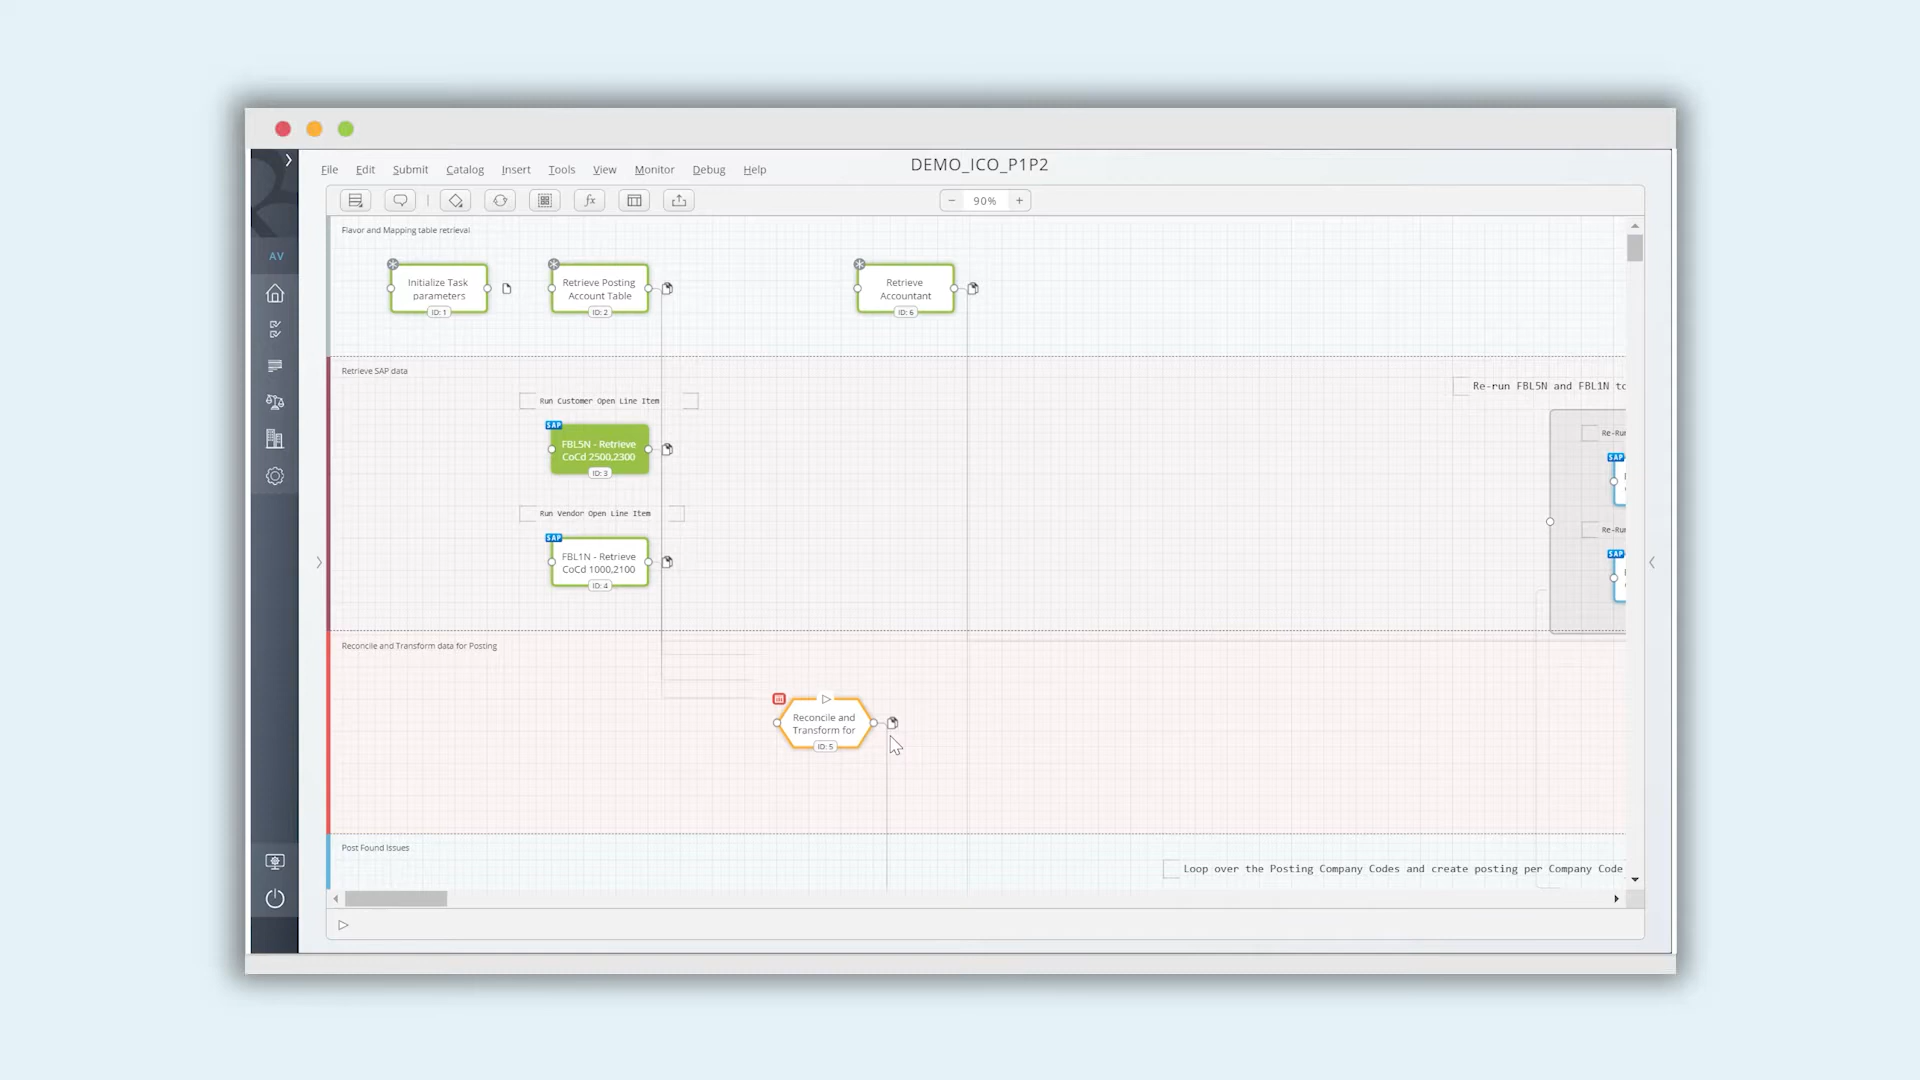 DEMO_ICO_P1P2
File Edit Submit Catalog Insert Tools View Monitor Debug Help
90%
AV
Flavor and Mapping table retrieval
Initialize Task
parameters
ID: 1
Retrieve Posting
Account Table
ID: 2
Retrieve
Accountant
ID: 6
Retrieve SAP data
Re-run FBL5N and FBL1N to
Run Customer Open Line Item
SAP
FBL5N - Retrieve
CoCd 2500,2300
ID: 3
Re-Run
SAP
Run Vendor Open Line Item
SAP
FBL1N - Retrieve
CoCd 1000,2100
ID: 4
Re-Run
SAP
Reconcile and Transform data for Posting
Reconcile and
Transform for
ID: 5
Post Found Issues
Loop over the Posting Company Codes and create posting per Company Code